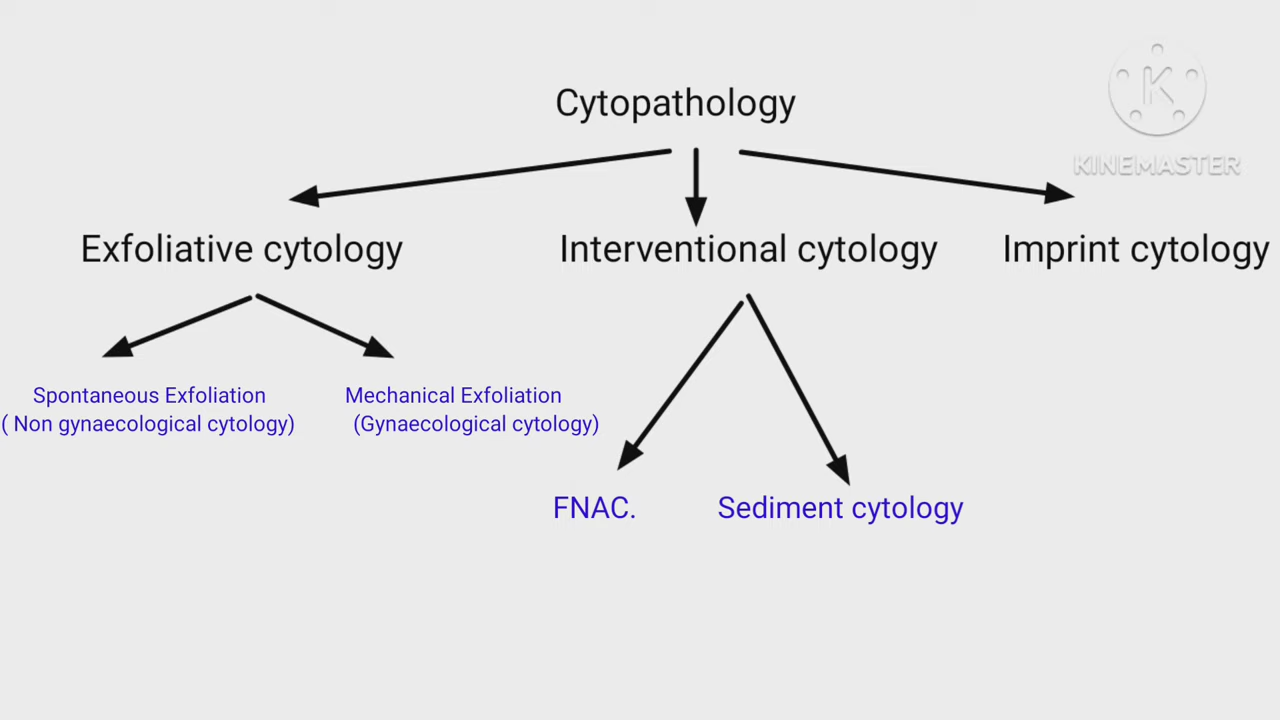 Cytopathology
KINEMASTER
Exfoliative cytology
Interventional cytology
Imprint cytology
Spontaneous Exfoliation
( Non gynaecological cytology)
Mechanical Exfoliation
(Gynaecological cytology)
FNAC.
Sediment cytology